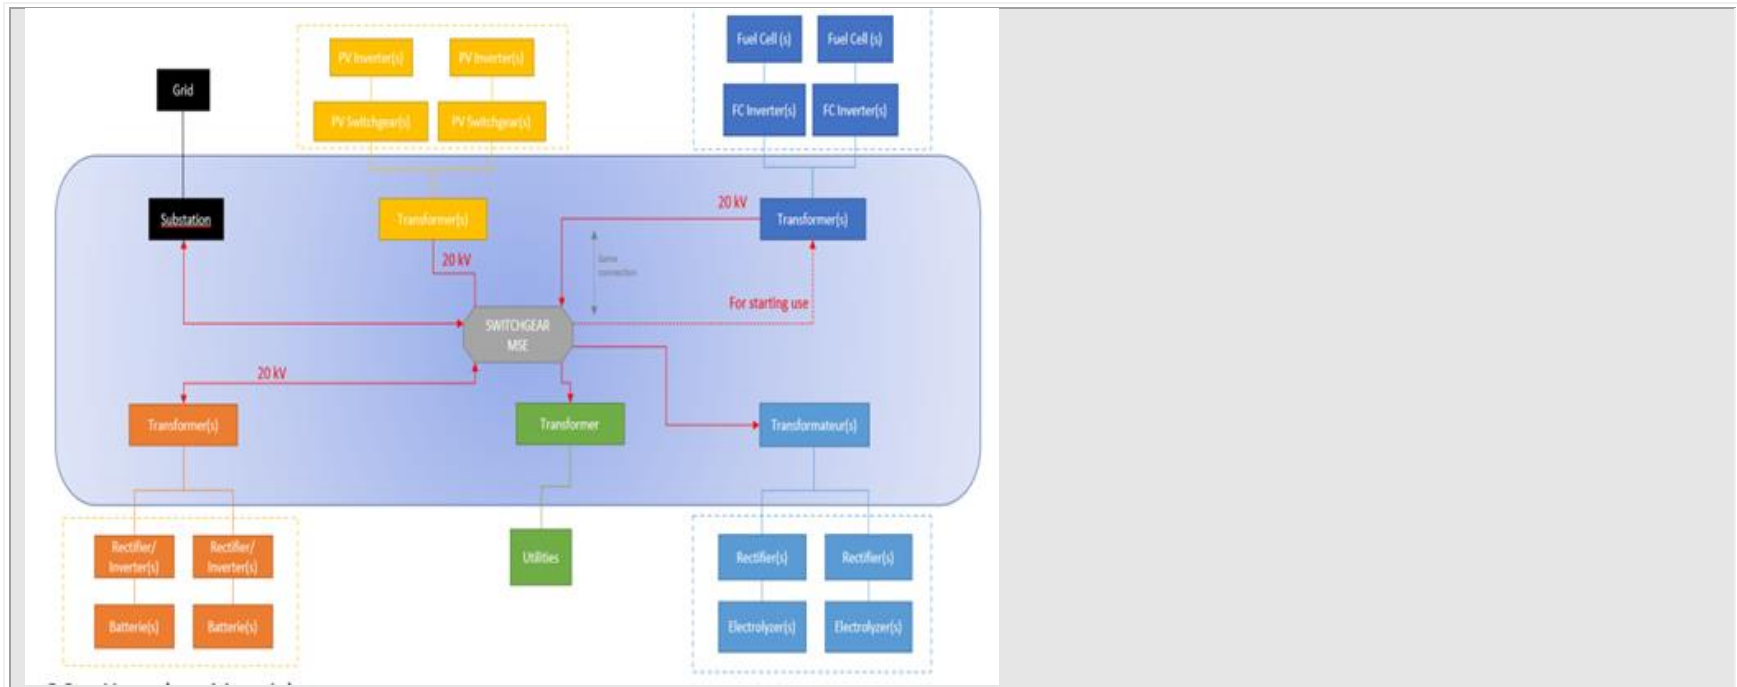 Fuel Cell (s)
Fuel Cell (s)
PV Inverter(s)
PV Inverter(s)
Grid
FC Inverter(s)
FC Inverter(s)
PV Switchgear(s)
PV Switchgear(s)
Substation
Transformer(s)
20 kV
Transformer(s)
20 kV
Same
connection
For starting use
SWITCHGEAR
MSE
20 kV
Transformer(s)
Transformer
Transformateur(s)
Rectifier/
Inverter(s)
Rectifier/
Inverter(s)
Utilities
Rectifier(s)
Rectifier(s)
Batterie(s)
Batterie(s)
Electrolyzer(s)
Electrolyzer(s)